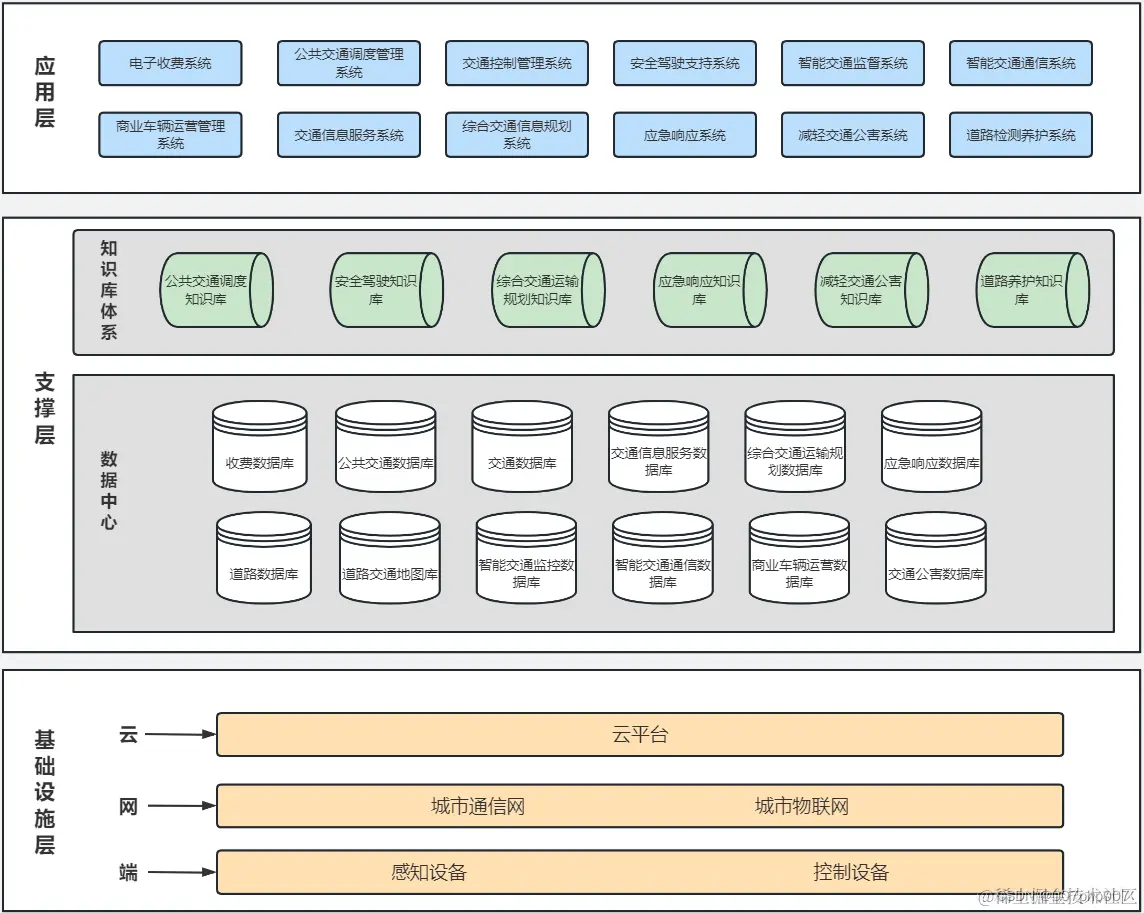 应用层
电子收费系统
公共交通调度管理
系统
交通控制管理系统
安全驾驶支持系统
智能交通监督系统
智能交通通信系统
商业车辆运营管理
系统
交通信息服务系统
综合交通信息规划
系统
应急响应系统
减轻交通公害系统
道路检测养护系统
支撑层
知识库体系
公共交通调度
知识库
安全驾驶知识
库
综合交通运输
规划知识库
应急响应知识
库
减轻交通公害
知识库
道路养护知识
库
数据中心
收费数据库
公共交通数据库
交通数据库
交通信息服务数
据库
综合交通运输规
划数据库
应急响应数据库
道路数据库
道路交通地图库
智能交通监控数
据库
智能交通通信数
据库
商业车辆运营数
据库
交通公害数据库
基础设施层
云
云平台
网
城市通信网
城市物联网
端
感知设备
控制设备
@稀土掘金技术社区